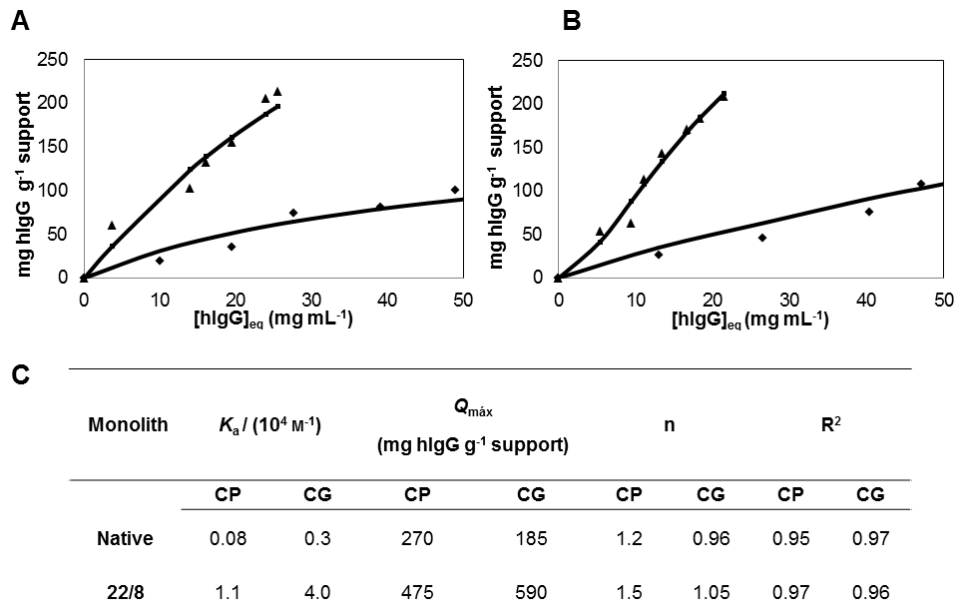 A
B
250
200
150
100
50
0
mg hIgG g⁻¹ support
0 10 20 30 40 50
[hIgG]eq (mg mL⁻¹)
250
200
150
100
50
0
mg hIgG g⁻¹ support
0 10 20 30 40 50
[hIgG]eq (mg mL⁻¹)
C
Monolith Kₐ / (10⁴ M⁻¹) Qmáx (mg hIgG g⁻¹ support) n R²
CP CG CP CG CP CG CP CG
Native 0.08 0.3 270 185 1.2 0.96 0.95 0.97
22/8 1.1 4.0 475 590 1.5 1.05 0.97 0.96